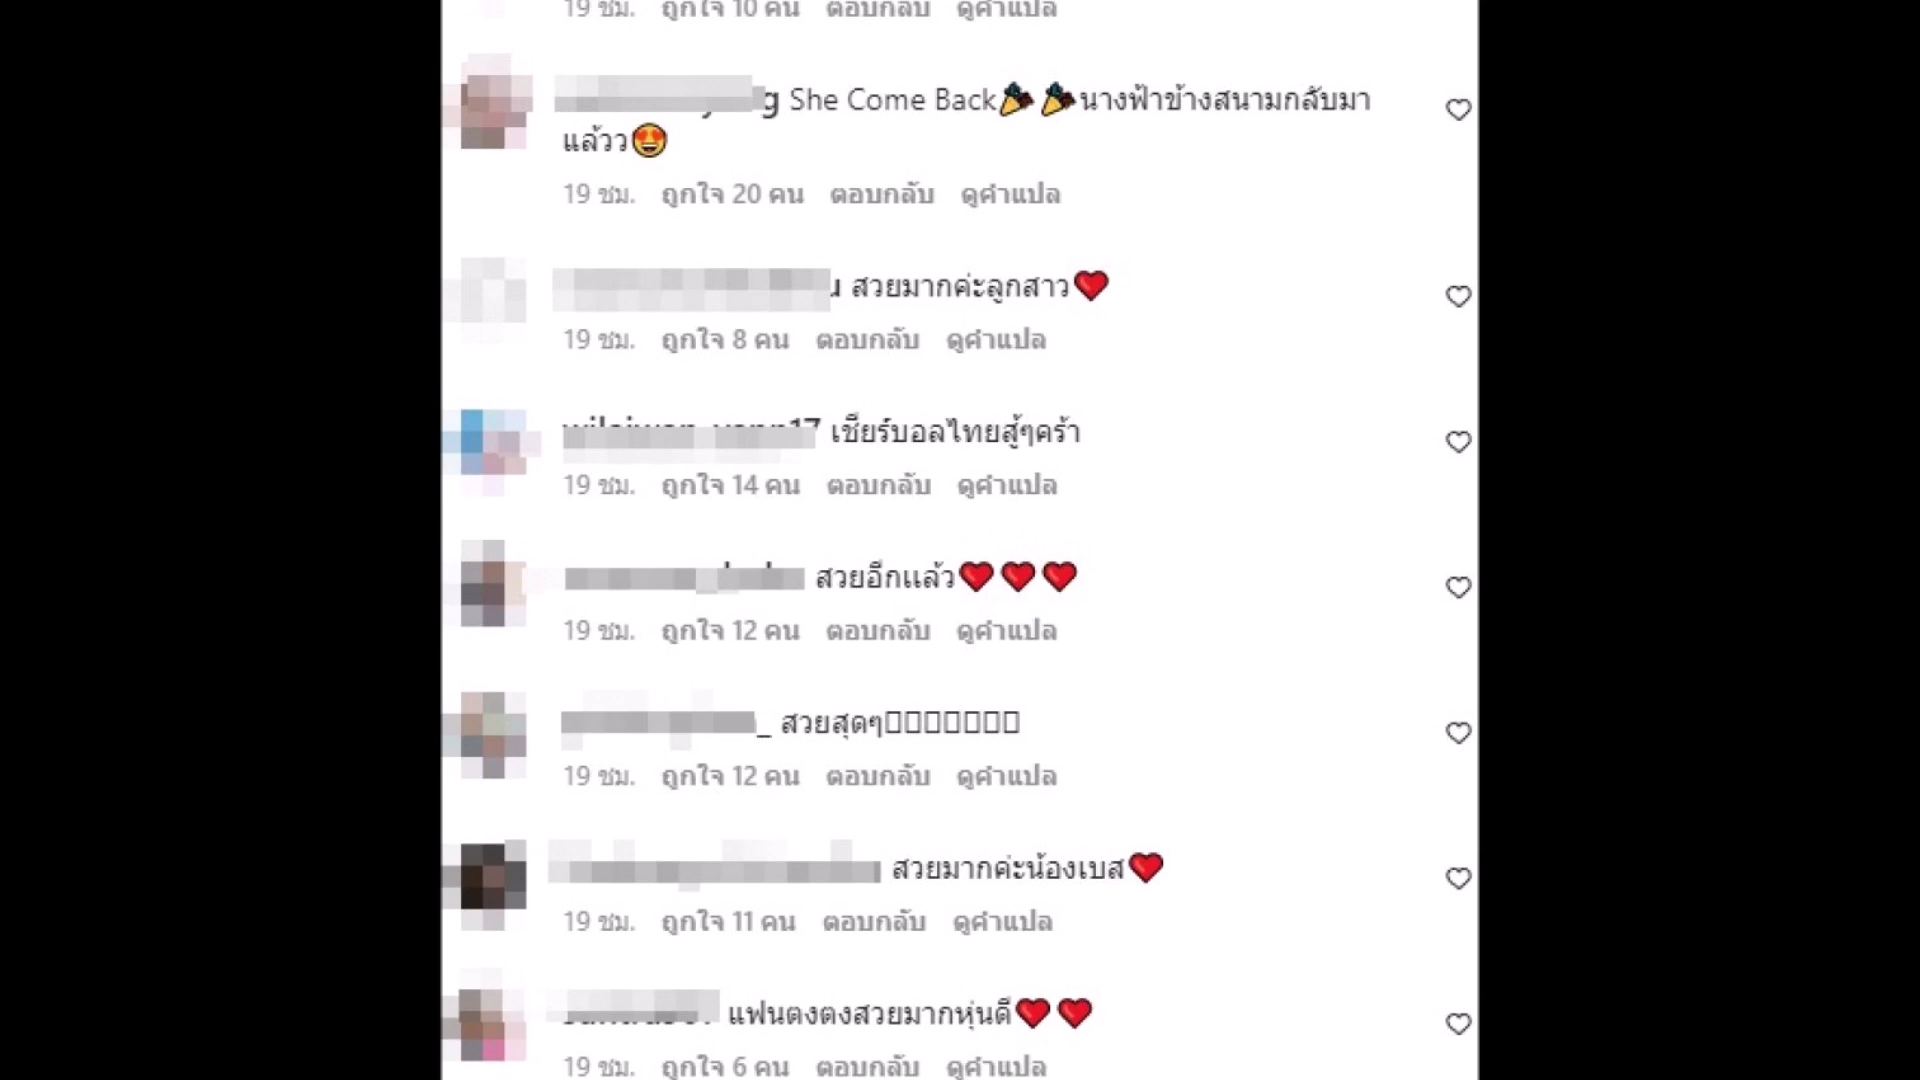 19 ชม. ถูกใจ 10 คน ตอบกลับ ดูคำแปล
She Come Back🎉🎉นางฟ้าข้างสนามกลับมา
แล้วว😍
19 ชม. ถูกใจ 20 คน ตอบกลับ ดูคำแปล
สวยมากค่ะลูกสาว❤️
19 ชม. ถูกใจ 8 คน ตอบกลับ ดูคำแปล
เชียร์บอลไทยสู้ๆคร้า
19 ชม. ถูกใจ 14 คน ตอบกลับ ดูคำแปล
สวยอีกแล้ว❤️❤️❤️
19 ชม. ถูกใจ 12 คน ตอบกลับ ดูคำแปล
สวยสุดๆ
19 ชม. ถูกใจ 12 คน ตอบกลับ ดูคำแปล
สวยมากค่ะน้องเบส❤️
19 ชม. ถูกใจ 11 คน ตอบกลับ ดูคำแปล
แฟนตงตงสวยมากหุ่นดี❤️❤️
19 ชม. ถูกใจ 6 คน ตอบกลับ ดูคำแปล